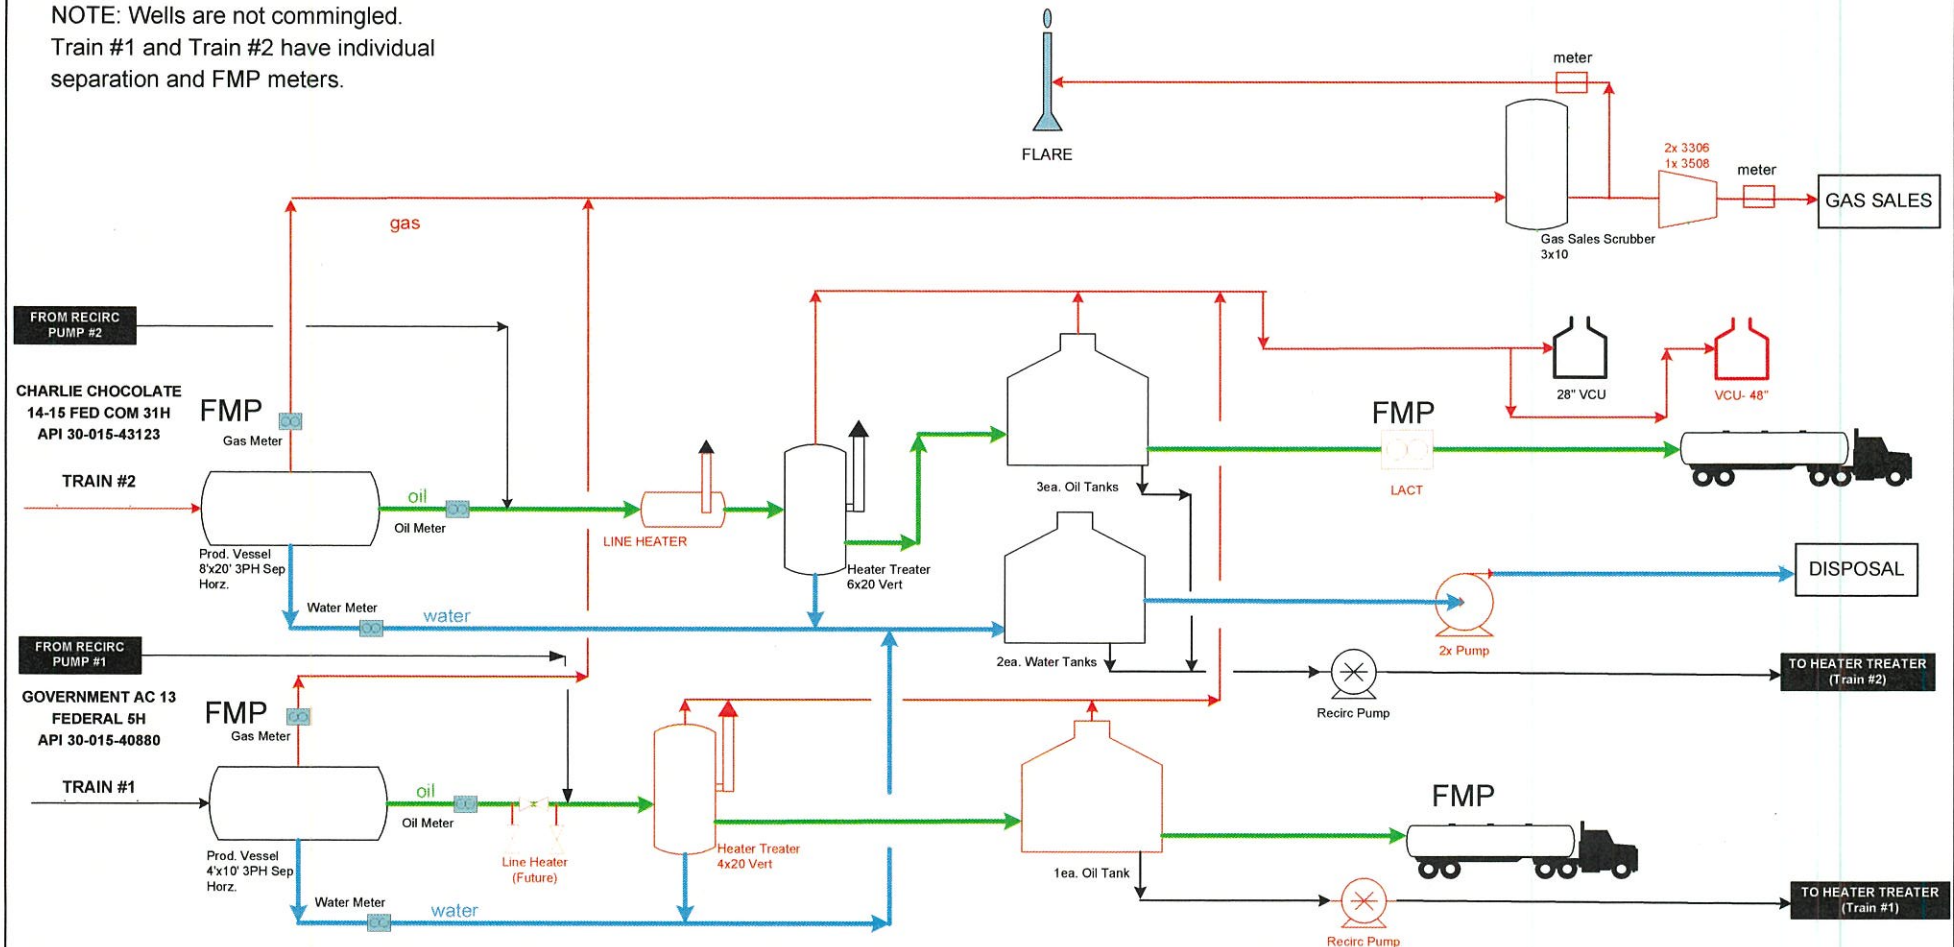 NOTE: Wells are not commingled.
Train #1 and Train #2 have individual
separation and FMP meters.
meter
FLARE
2x 3306
1x 3508
meter
GAS SALES
gas
Gas Sales Scrubber
3x10
FROM RECIRC
PUMP #2
CHARLIE CHOCOLATE
14-15 FED COM 31H
API 30-015-43123
FMP
Gas Meter
TRAIN #2
oil
Oil Meter
LINE HEATER
Prod. Vessel
8'x20' 3PH Sep
Horz.
Heater Treater
6x20 Vert
3ea. Oil Tanks
FMP
LACT
28" VCU
VCU- 48"
DISPOSAL
Water Meter
water
2ea. Water Tanks
2x Pump
FROM RECIRC
PUMP #1
Recirc Pump
TO HEATER TREATER
(Train #2)
GOVERNMENT AC 13
FEDERAL 5H
API 30-015-40880
FMP
Gas Meter
TRAIN #1
oil
Oil Meter
Line Heater
(Future)
Prod. Vessel
4'x10' 3PH Sep
Horz.
Heater Treater
4x20 Vert
1ea. Oil Tank
FMP
Water Meter
water
Recirc Pump
TO HEATER TREATER
(Train #1)